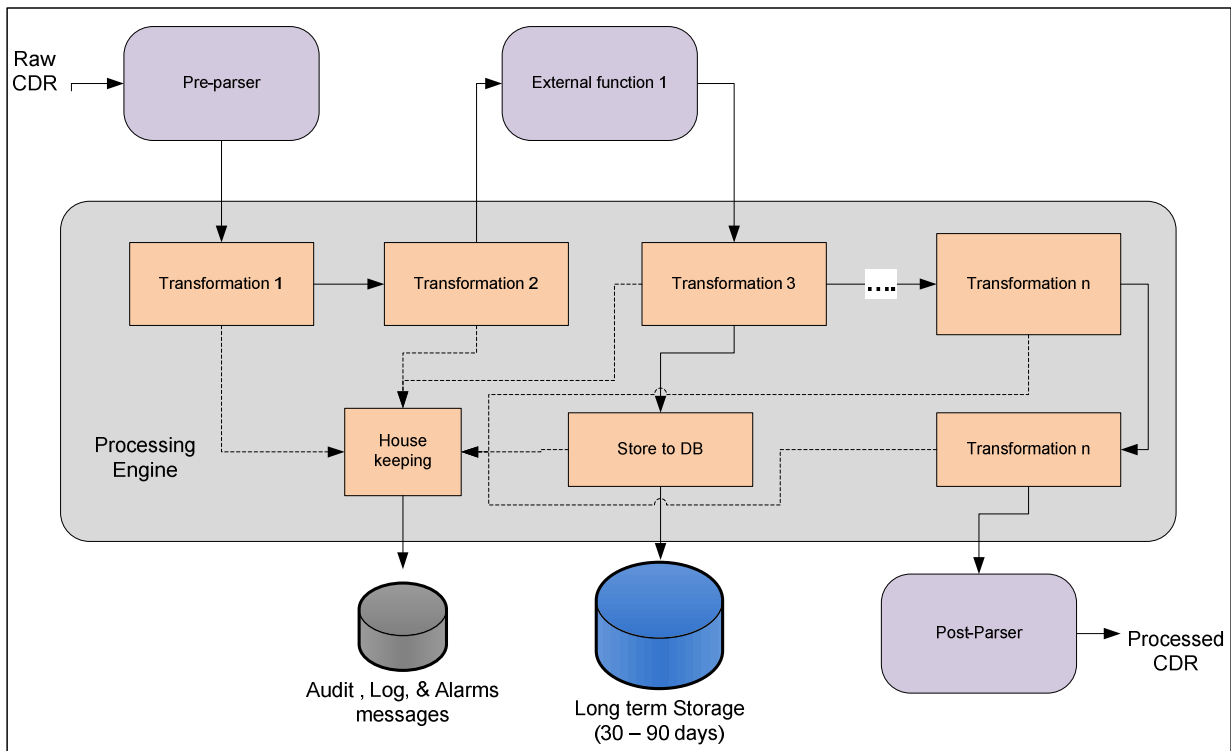 Raw
CDR
Pre-parser
External function 1
Transformation 1
Transformation 2
Transformation 3
....
Transformation n
Processing
Engine
House
keeping
Store to DB
Transformation n
Audit , Log, & Alarms
messages
Long term Storage
(30 – 90 days)
Post-Parser
Processed
CDR